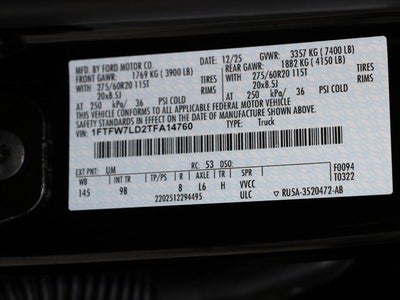 MFD. BY FORD MOTOR CO. 12/25 GVWR: 3357 KG ( 7400 LB)
FRONT GAWR: 1769 KG ( 3900 LB) REAR GAWR: 1882 KG ( 4150 LB)
WITH 275/60R20 115T TIRES WITH 275/60R20 115T TIRES
20x8.5J RIMS 20x8.5J RIMS
AT 250 kPa/ 36 PSI COLD AT 250 kPa/ 36 PSI COLD
THIS VEHICLE CONFORMS TO ALL APPLICABLE FEDERAL MOTOR VEHICLE
SAFETY STANDARDS IN EFFECT ON THE DATE OF MANUFACTURE SHOWN ABOVE.
VIN: 1FTFW7LD2TFA14760 TYPE: Truck
F0094
T0322
EXT PNT: UM RC: 53 DSO:
WB INT TR TP/PS R AXLE TR SPR
145 9B 8 L6 H VVCC
2202512294495 ULC ▽ RU5A-3520472-AB